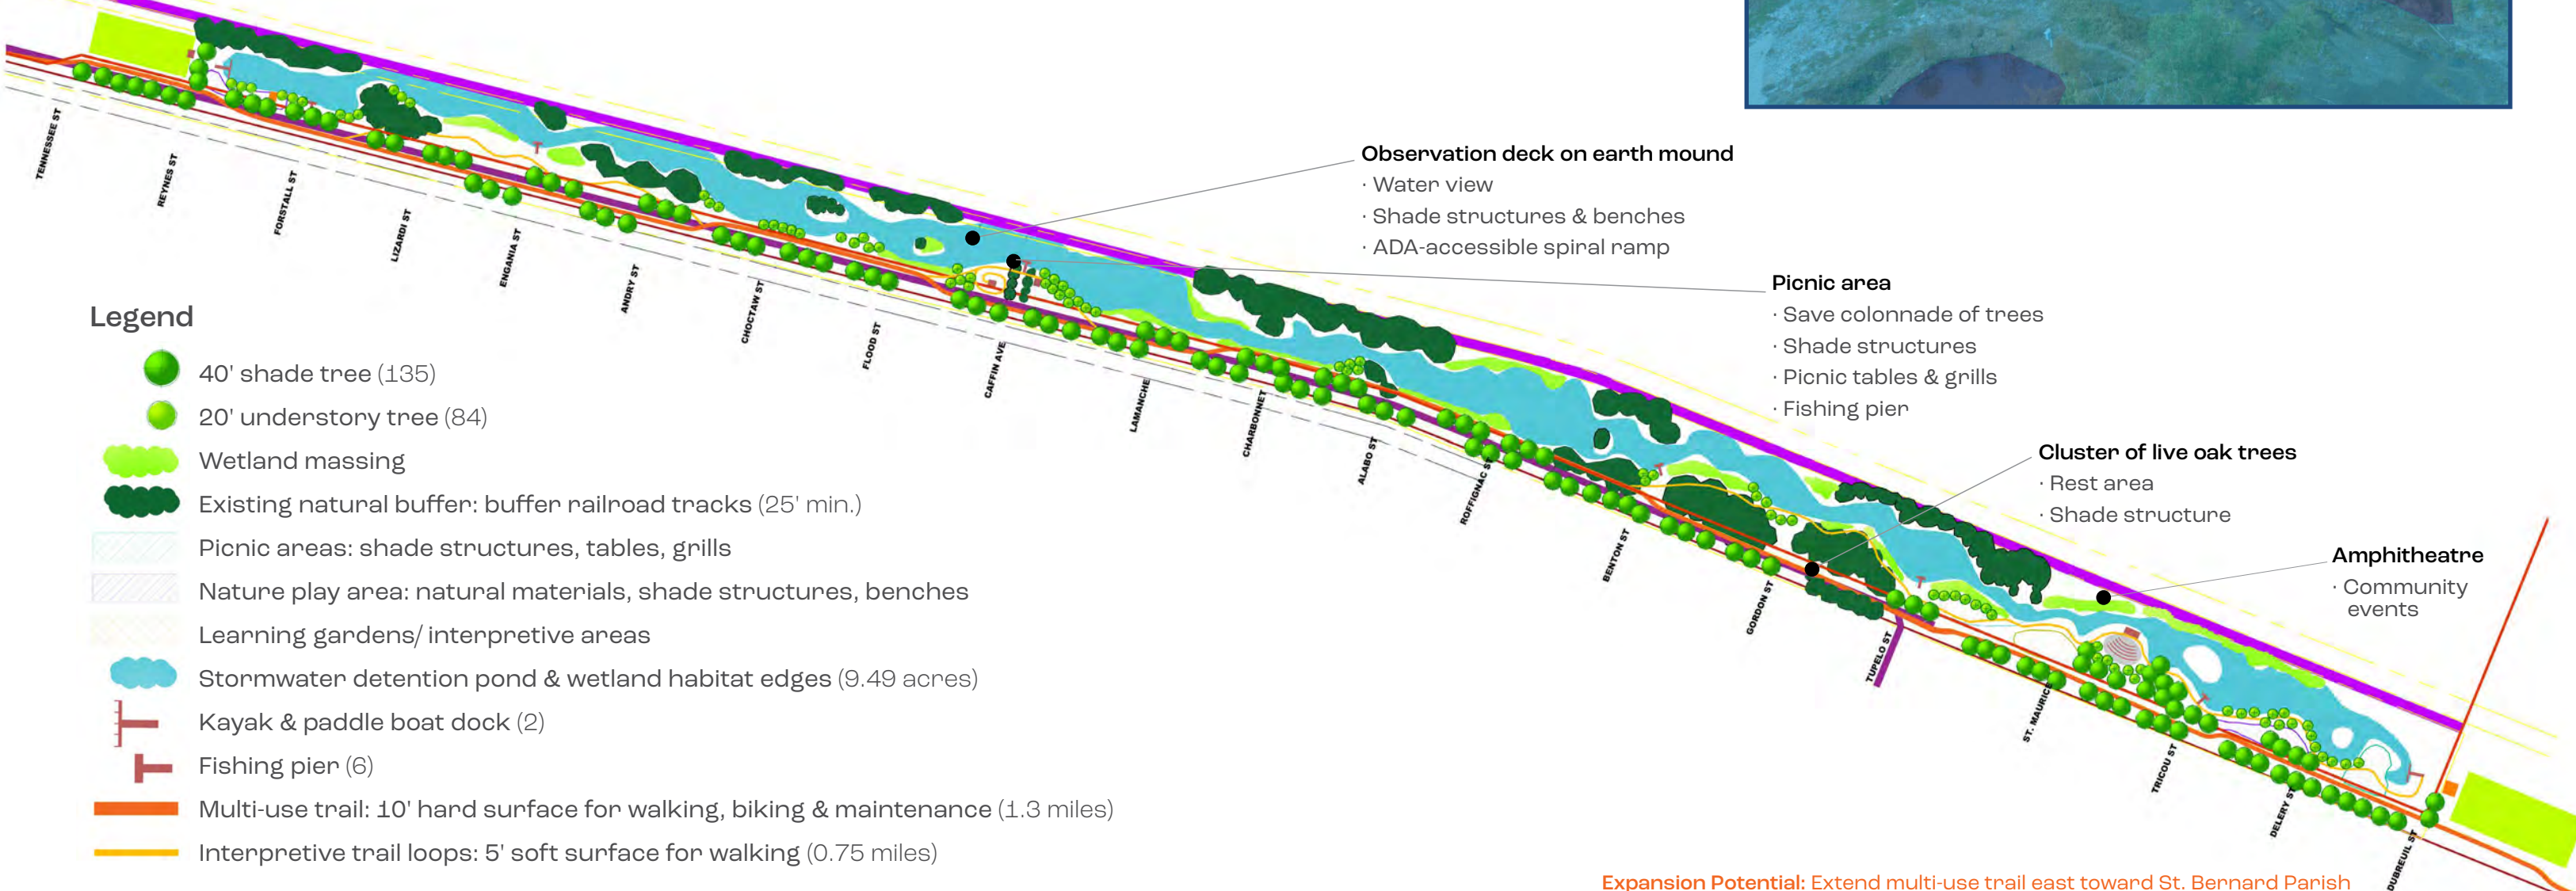 TENNESSEE ST
REYNES ST
FORSTALL ST
LIZARDI ST
ENGANIA ST
ANDRY ST
CHOCTAW ST
FLOOD ST
CAFFIN AVE
LAMANCHE
CHARBONNET
ALABO ST
ROFFIGNAC ST
BENTON ST
GORDON ST
TUPELO ST
ST. MAURICE
TRICOU ST
DELERY ST
DUBREUIL ST
Observation deck on earth mound
· Water view
· Shade structures & benches
· ADA-accessible spiral ramp
Picnic area
· Save colonnade of trees
· Shade structures
· Picnic tables & grills
· Fishing pier
Cluster of live oak trees
· Rest area
· Shade structure
Amphitheatre
· Community
events
Legend
40' shade tree (135)
20' understory tree (84)
Wetland massing
Existing natural buffer: buffer railroad tracks (25' min.)
Picnic areas: shade structures, tables, grills
Nature play area: natural materials, shade structures, benches
Learning gardens/ interpretive areas
Stormwater detention pond & wetland habitat edges (9.49 acres)
Kayak & paddle boat dock (2)
Fishing pier (6)
Multi-use trail: 10' hard surface for walking, biking & maintenance (1.3 miles)
Interpretive trail loops: 5' soft surface for walking (0.75 miles)
Expansion Potential: Extend multi-use trail east toward St. Bernard Parish